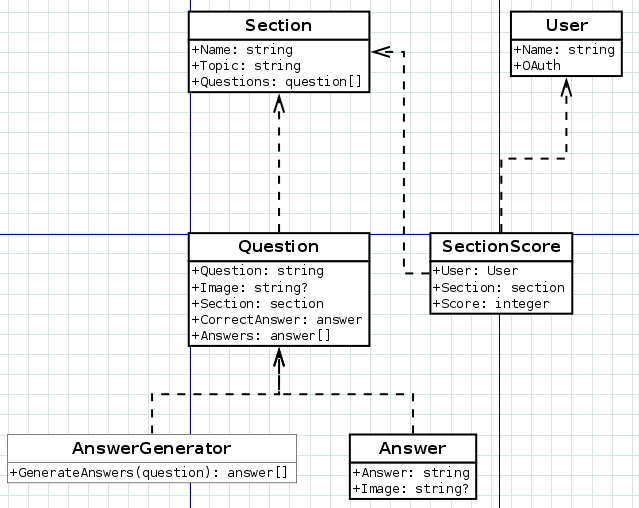 Section
+Name: string
+Topic: string
+Questions: question[]
User
+Name: string
+OAuth
Question
+Question: string
+Image: string?
+Section: section
+CorrectAnswer: answer
+Answers: answer[]
SectionScore
+User: User
+Section: section
+Score: integer
AnswerGenerator
+GenerateAnswers(question): answer[]
Answer
+Answer: string
+Image: string?